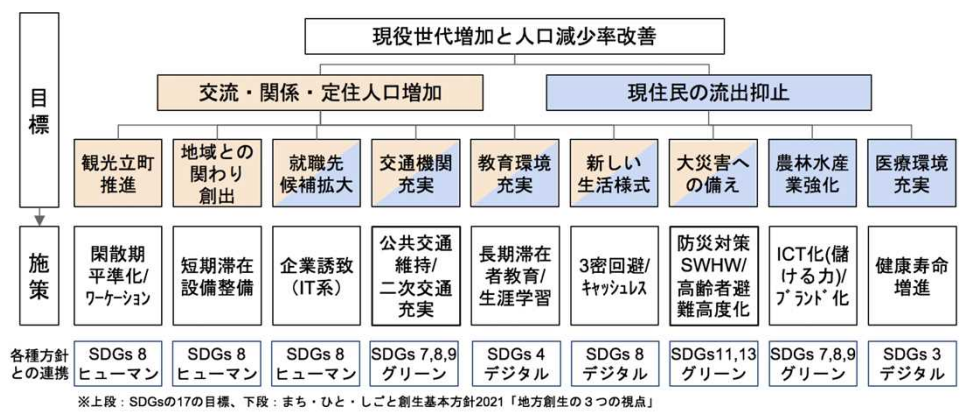 現役世代増加と人口減少率改善
目標
交流・関係・定住人口増加
現住民の流出抑止
観光立町
推進
地域との
関わり
創出
就職先
候補拡大
交通機関
充実
教育環境
充実
新しい
生活様式
大災害へ
の備え
農林水産
業強化
医療環境
充実
施策
閑散期
平準化/
ﾜｰｹｰｼｮﾝ
短期滞在
設備整備
企業誘致
（IT系）
公共交通
維持/
二次交通
充実
長期滞在
者教育/
生涯学習
3密回避/
ｷｬｯｼｭﾚｽ
防災対策
SWHW/
高齢者避
難高度化
ICT化(儲
ける力)/
ﾌﾞﾗﾝﾄﾞ化
健康寿命
増進
各種方針
との連携
SDGs 8
ヒューマン
SDGs 8
ヒューマン
SDGs 8
ヒューマン
SDGs 7,8,9
グリーン
SDGs 4
デジタル
SDGs 8
デジタル
SDGs11,13
グリーン
SDGs 7,8,9
グリーン
SDGs 3
デジタル
※上段：SDGsの17の目標、下段：まち・ひと・しごと創生基本方針2021「地方創生の３つの視点」